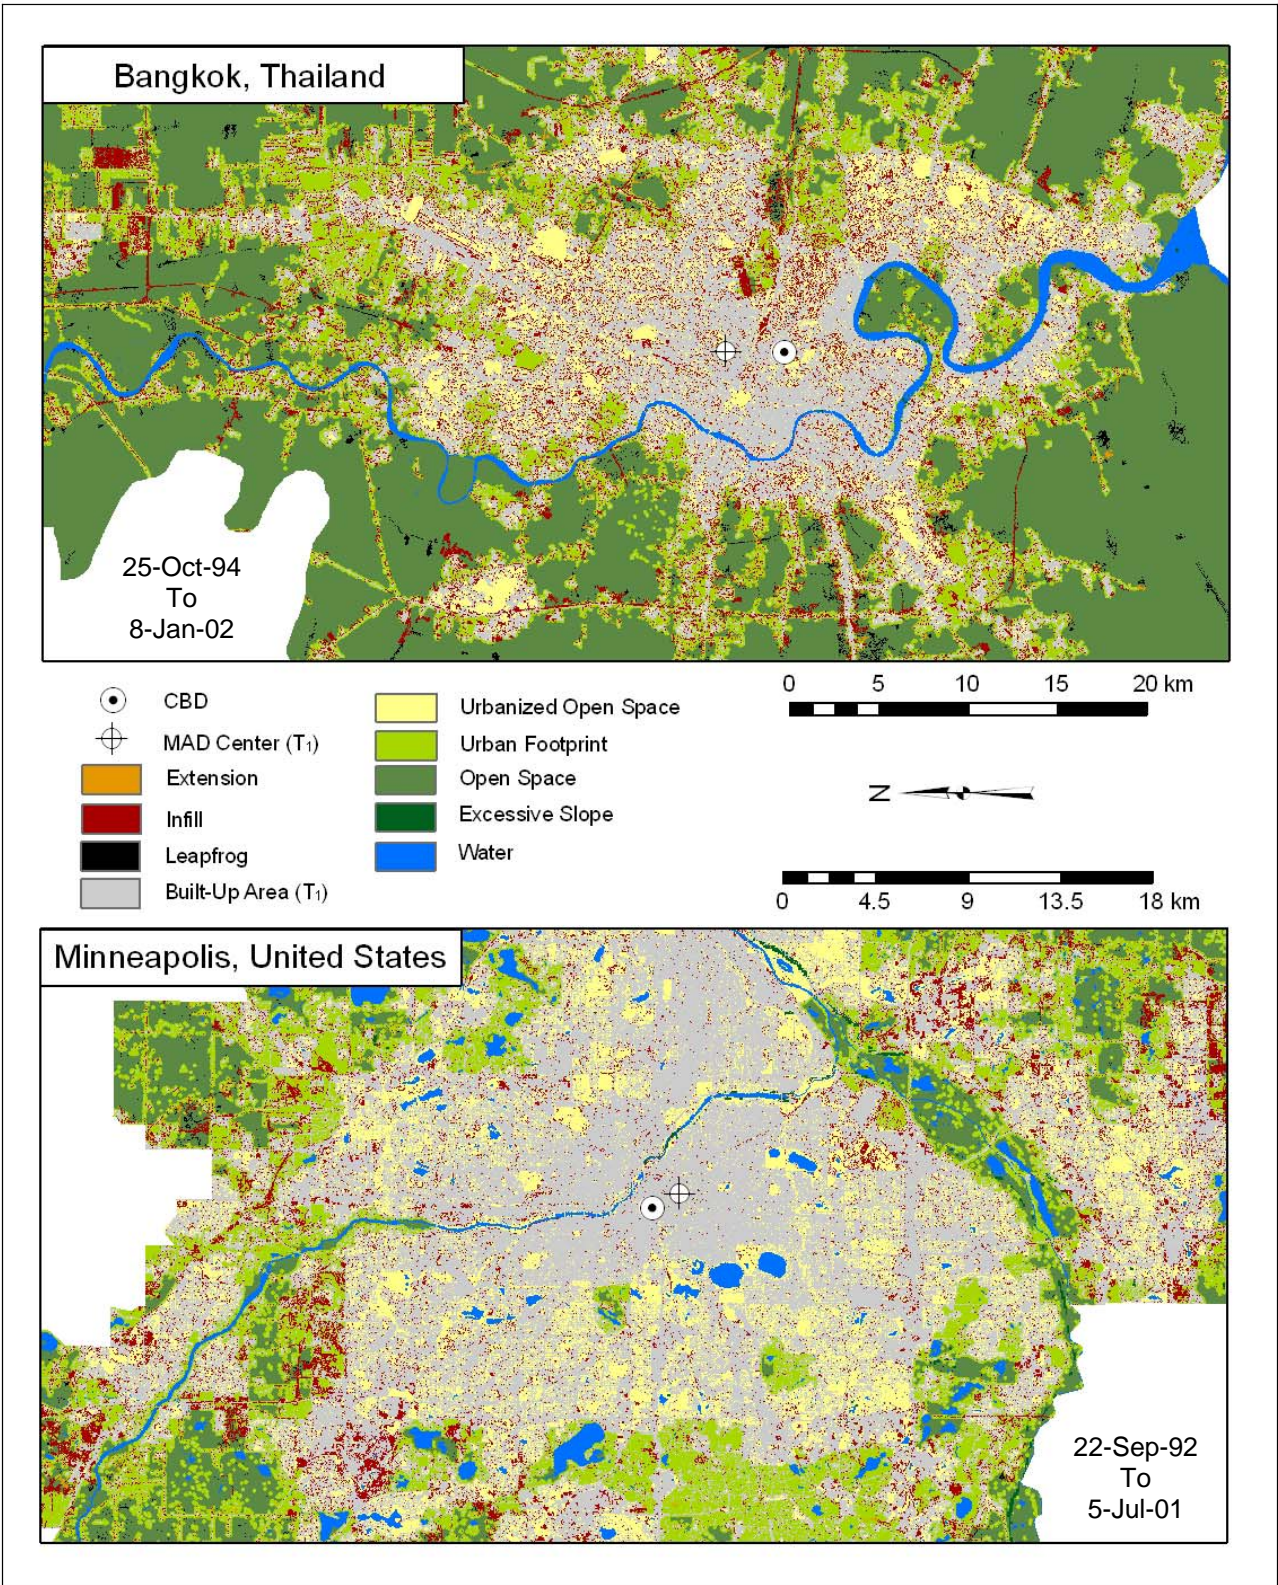 Bangkok, Thailand
25-Oct-94
To
8-Jan-02
CBD
MAD Center (T₁)
Extension
Infill
Leapfrog
Built-Up Area (T₁)
Urbanized Open Space
Urban Footprint
Open Space
Excessive Slope
Water
0 5 10 15 20 km
N
0 4.5 9 13.5 18 km
Minneapolis, United States
22-Sep-92
To
5-Jul-01